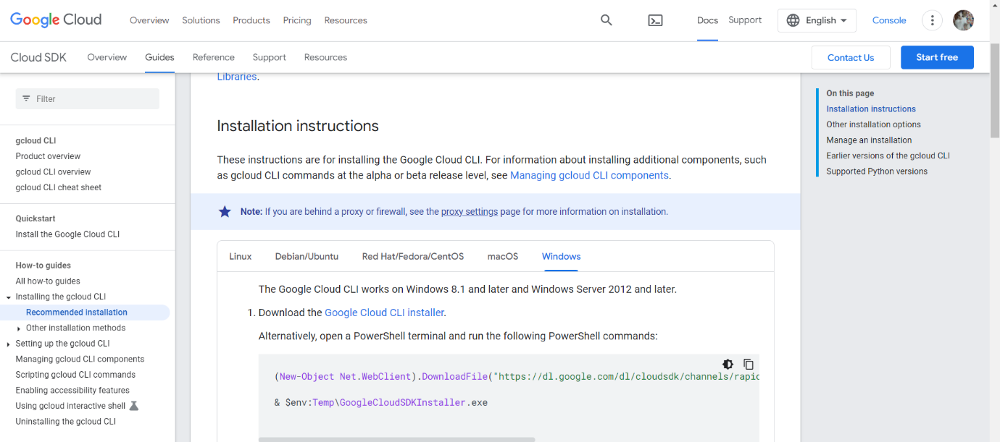 Google Cloud Overview Solutions Products Pricing Resources Docs Support English Console
Cloud SDK Overview Guides Reference Support Resources Contact Us Start free
Filter
gcloud CLI
Product overview
gcloud CLI overview
gcloud CLI cheat sheet
Quickstart
Install the Google Cloud CLI
How-to guides
All how-to guides
Installing the gcloud CLI
Recommended installation
Other installation methods
Setting up the gcloud CLI
Managing gcloud CLI components
Scripting gcloud CLI commands
Enabling accessibility features
Using gcloud interactive shell
Uninstalling the gcloud CLI
Libraries.
Installation instructions
These instructions are for installing the Google Cloud CLI. For information about installing additional components, such
as gcloud CLI commands at the alpha or beta release level, see Managing gcloud CLI components.
Note: If you are behind a proxy or firewall, see the proxy settings page for more information on installation.
Linux Debian/Ubuntu Red Hat/Fedora/CentOS macOS Windows
The Google Cloud CLI works on Windows 8.1 and later and Windows Server 2012 and later.
1. Download the Google Cloud CLI installer.
Alternatively, open a PowerShell terminal and run the following PowerShell commands:
(New-Object Net.WebClient).DownloadFile("https://dl.google.com/dl/cloudsdk/channels/rapid
& $env:Temp\GoogleCloudSDKInstaller.exe
On this page
Installation instructions
Other installation options
Manage an installation
Earlier versions of the gcloud CLI
Supported Python versions